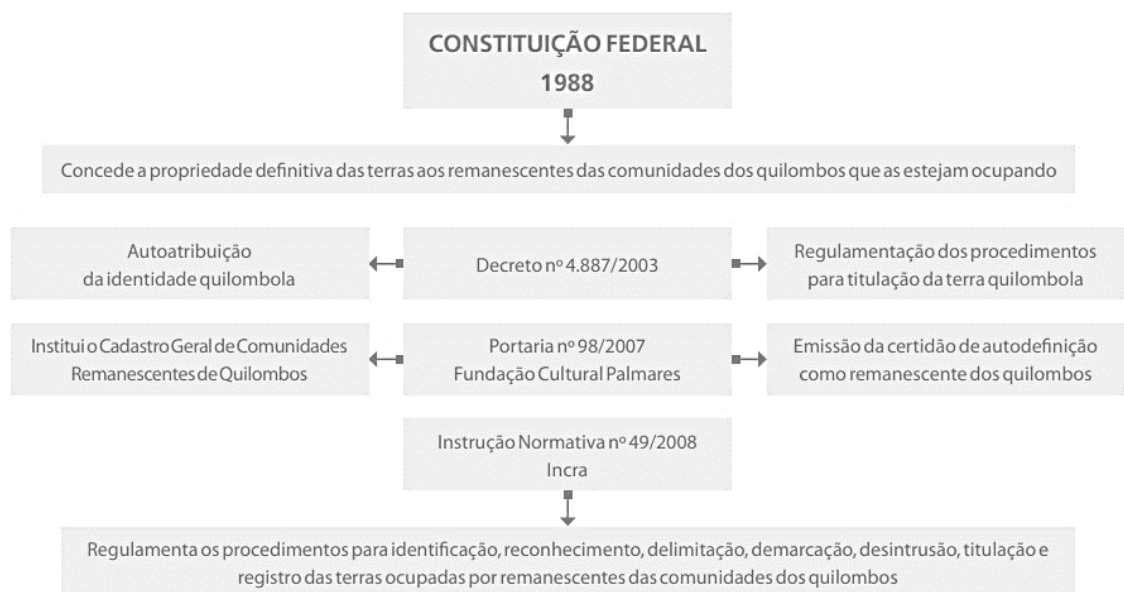 CONSTITUIÇÃO FEDERAL
1988
Concede a propriedade definitiva das terras aos remanescentes das comunidades dos quilombos que as estejam ocupando
Autoatribuição
da identidade quilombola
Decreto nº 4.887/2003
Regulamentação dos procedimentos
para titulação da terra quilombola
Institui o Cadastro Geral de Comunidades
Remanescentes de Quilombos
Portaria nº 98/2007
Fundação Cultural Palmares
Emissão da certidão de autodefinição
como remanescente dos quilombos
Instrução Normativa nº 49/2008
Incra
Regulamenta os procedimentos para identificação, reconhecimento, delimitação, demarcação, desintrusão, titulação e
registro das terras ocupadas por remanescentes das comunidades dos quilombos